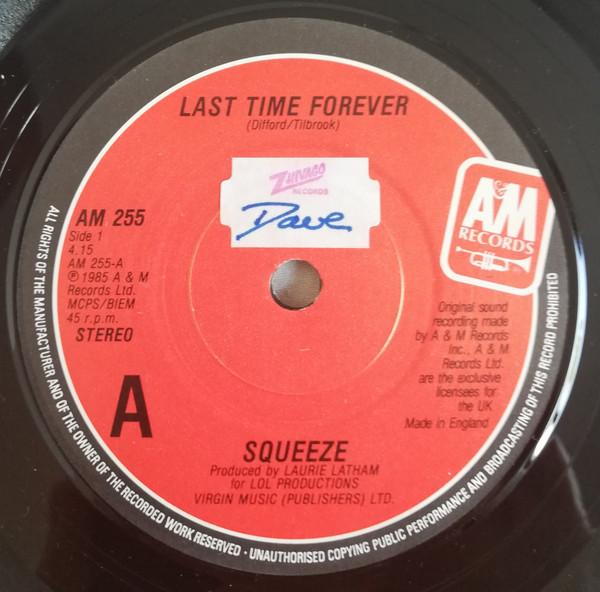 LAST TIME FOREVER
(Difford/Tilbrook)
ZHIVAGO
RECORDS
Dave
A&M
RECORDS
AM 255
Side 1
4.15
AM 255-A
℗ 1985 A & M
Records Ltd.
MCPS/BIEM
45 r.p.m.
STEREO
A
Original sound
recording made
by A & M Records
Inc., A & M
Records Ltd.
are the exclusive
licensees for
the UK
Made in England
SQUEEZE
Produced by LAURIE LATHAM
for LOL PRODUCTIONS
VIRGIN MUSIC (PUBLISHERS) LTD.
ALL RIGHTS OF THE MANUFACTURER AND OF THE OWNER OF THE RECORDED WORK RESERVED · UNAUTHORISED COPYING PUBLIC PERFORMANCE AND BROADCASTING OF THIS RECORD PROHIBITED